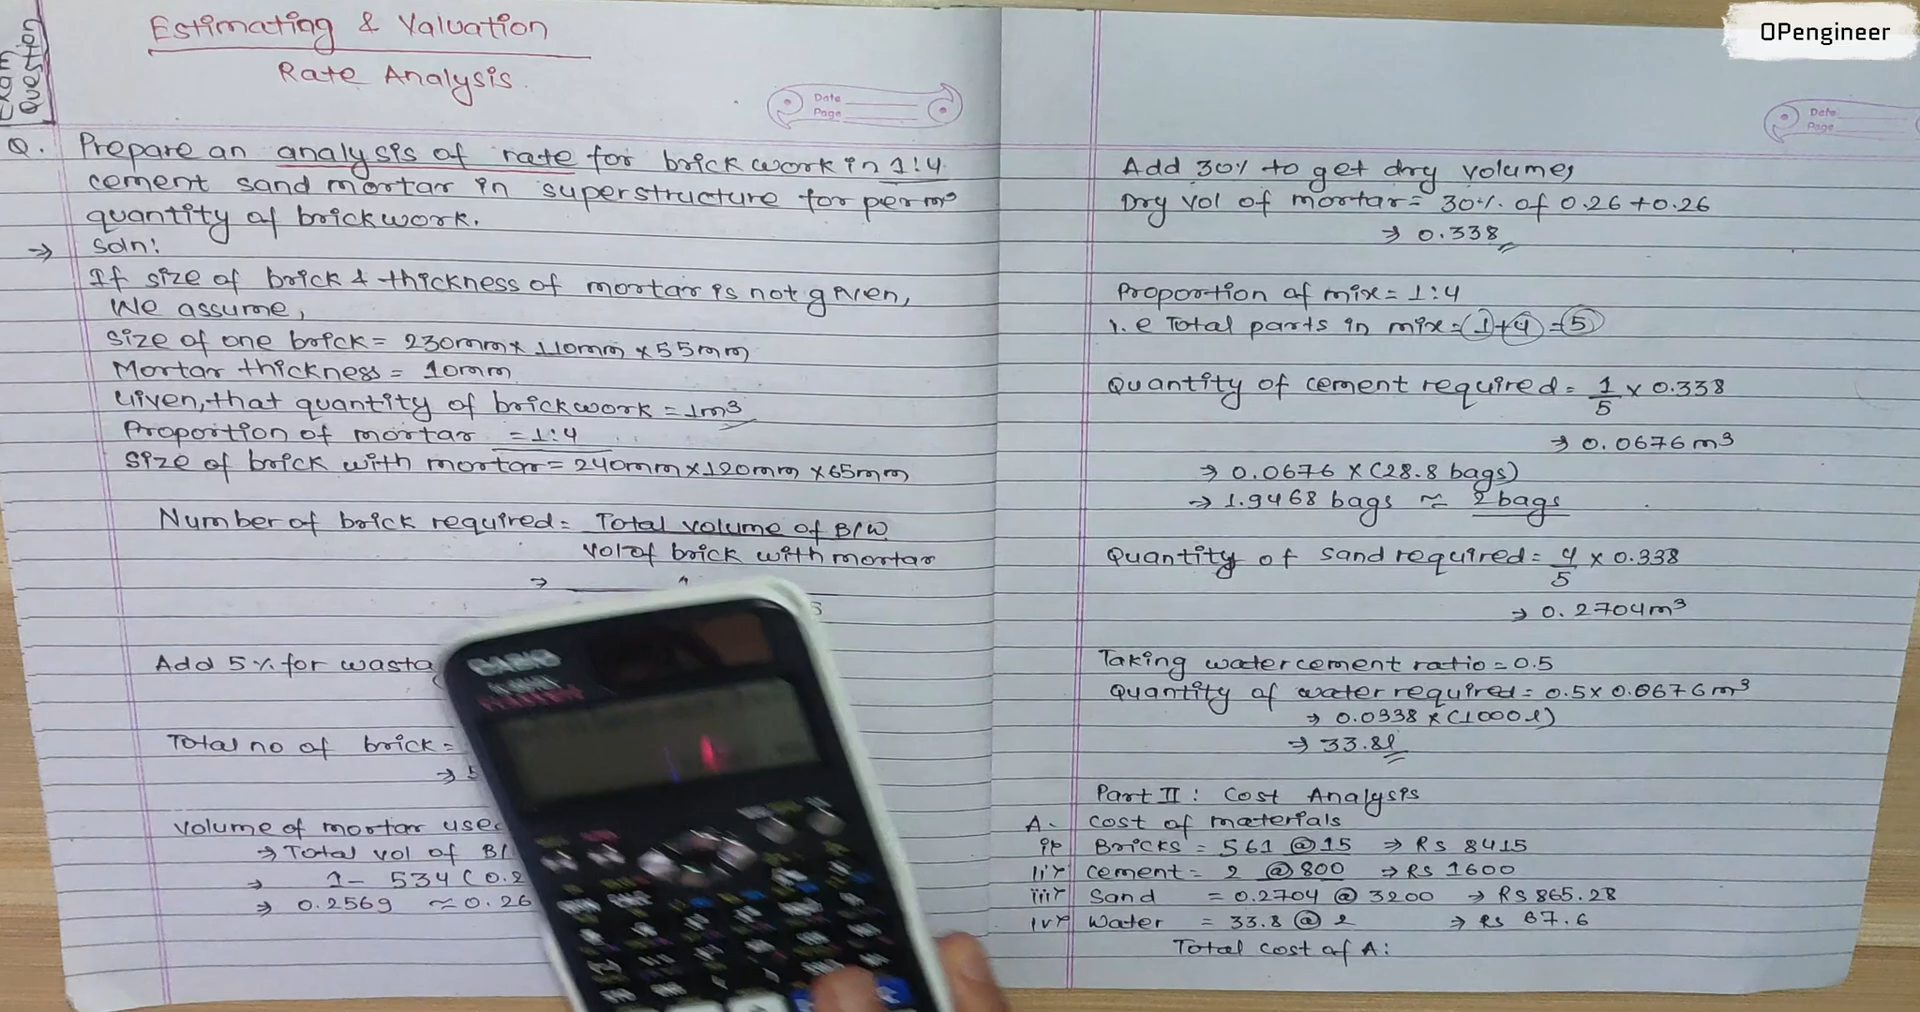 OPengineer
Exam
Question
Estimating & Valuation
Rate Analysis
Date
Page
Q. Prepare an analysis of rate for brickwork in 1:4
cement sand mortar in superstructure for per m³
quantity of brickwork.
→ Soln:
If size of brick & thickness of mortar is not given,
We assume,
Size of one brick = 230mm x 110mm x 55mm
Mortar thickness = 10mm
Given, that quantity of brickwork = 1m³
Proportion of mortar = 1:4
Size of brick with mortar = 240mm x 120mm x 65mm
Number of brick required = Total volume of B/W
Vol of brick with mortar
→ 1
5
Add 5% for wasta
Total no of brick =
→ 5
Volume of mortar used
→ Total vol of B/
→ 1 - 534 (0.2
→ 0.2569 ≈ 0.26
CASIO
Date
Page
Add 30% to get dry volume,
Dry vol of mortar = 30% of 0.26 + 0.26
→ 0.338
Proportion of mix = 1:4
i.e Total parts in mix = 1+4 = 5
Quantity of cement required = 1/5 x 0.338
→ 0.0676 m³
→ 0.0676 x (28.8 bags)
→ 1.9468 bags ≈ 2 bags
Quantity of sand required = 4/5 x 0.338
→ 0.2704 m³
Taking water cement ratio = 0.5
Quantity of water required = 0.5 x 0.0676 m³
→ 0.0338 x (1000 l)
→ 33.8 l
Part II : Cost Analysis
A. Cost of materials
i> Bricks = 561 @ 15 → Rs 8415
ii> Cement = 2 @ 800 → Rs 1600
iii> Sand = 0.2704 @ 3200 → Rs 865.28
iv> Water = 33.8 @ 2 → Rs 67.6
Total cost of A: